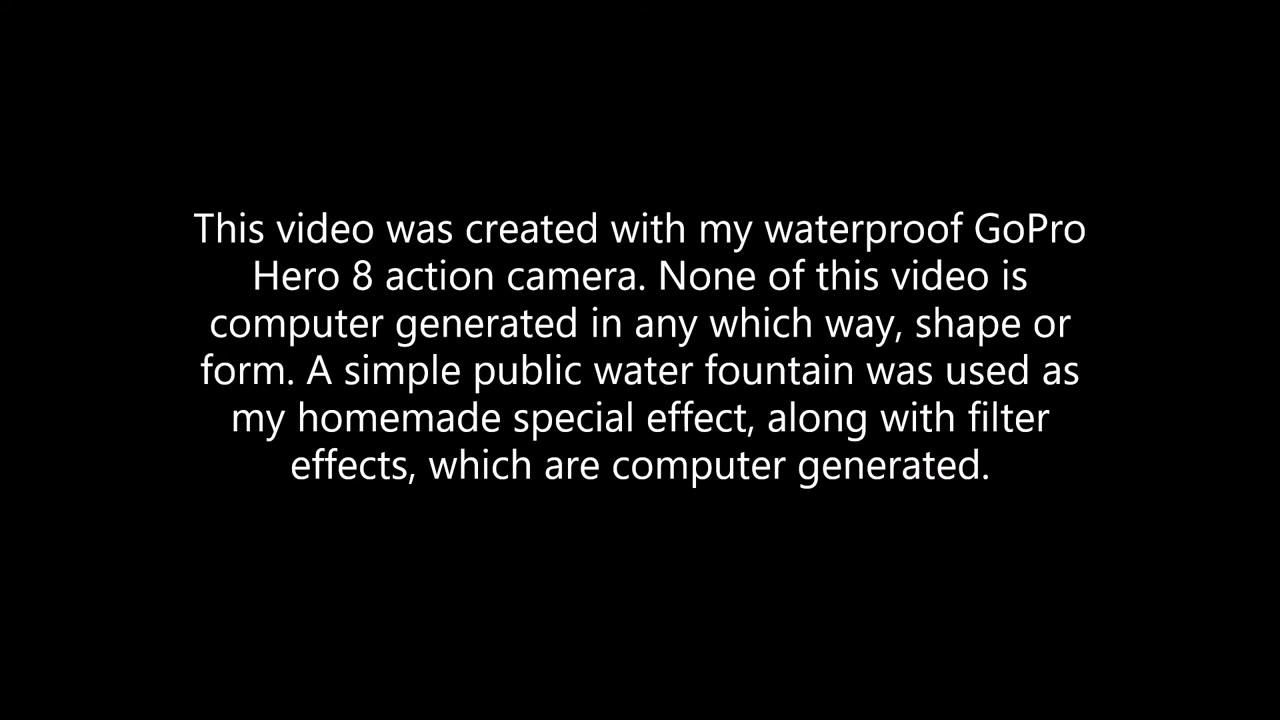 This video was created with my waterproof GoPro
Hero 8 action camera. None of this video is
computer generated in any which way, shape or
form. A simple public water fountain was used as
my homemade special effect, along with filter
effects, which are computer generated.